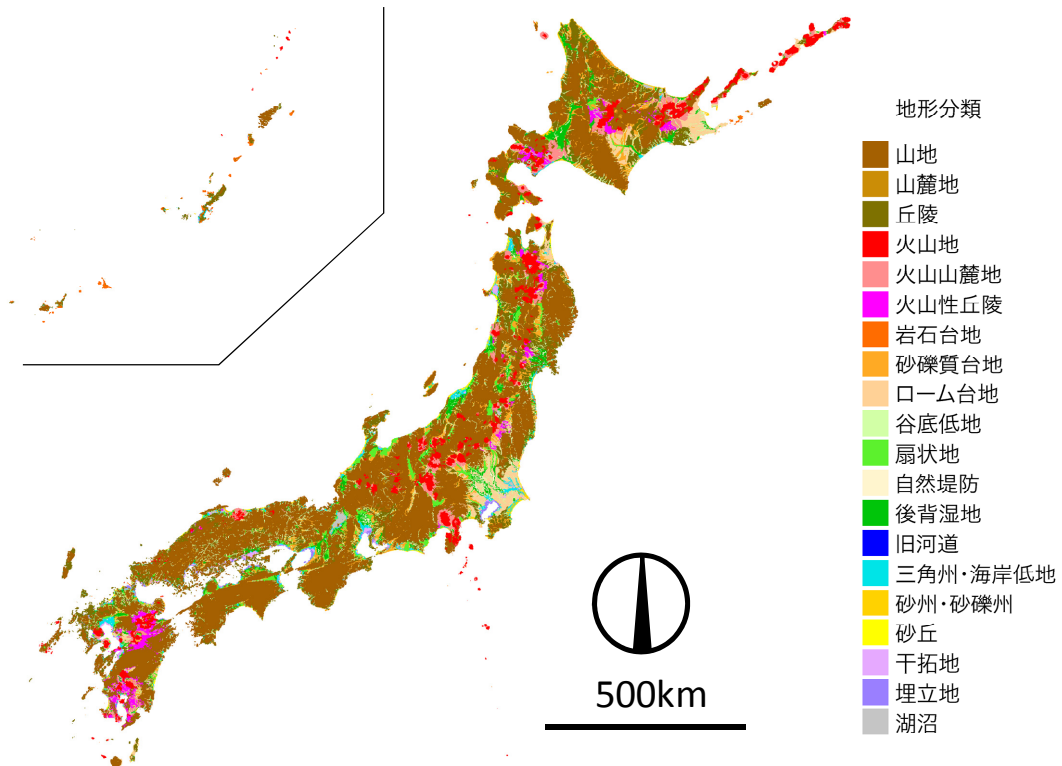 地形分類
山地
山麓地
丘陵
火山地
火山山麓地
火山性丘陵
岩石台地
砂礫質台地
ローム台地
谷底低地
扇状地
自然堤防
後背湿地
旧河道
三角州・海岸低地
砂州・砂礫州
砂丘
干拓地
埋立地
湖沼
500km